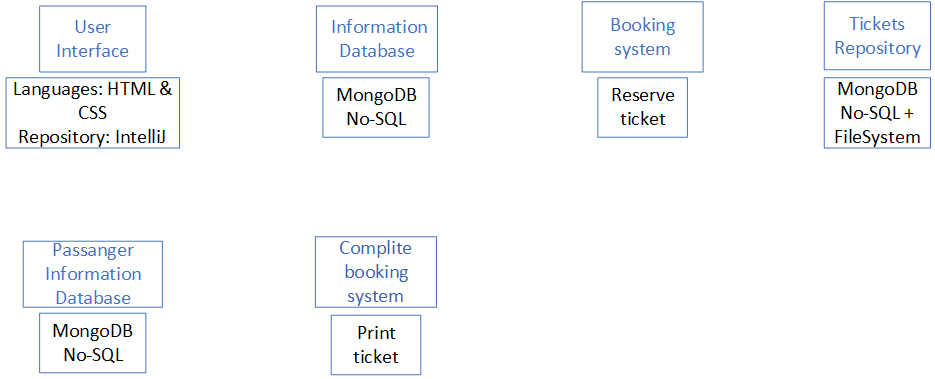 User
Interface
Languages: HTML &
CSS
Repository: IntelliJ
Information
Database
MongoDB
No-SQL
Booking
system
Reserve
ticket
Tickets
Repository
MongoDB
No-SQL +
FileSystem
Passanger
Information
Database
MongoDB
No-SQL
Complite
booking
system
Print
ticket